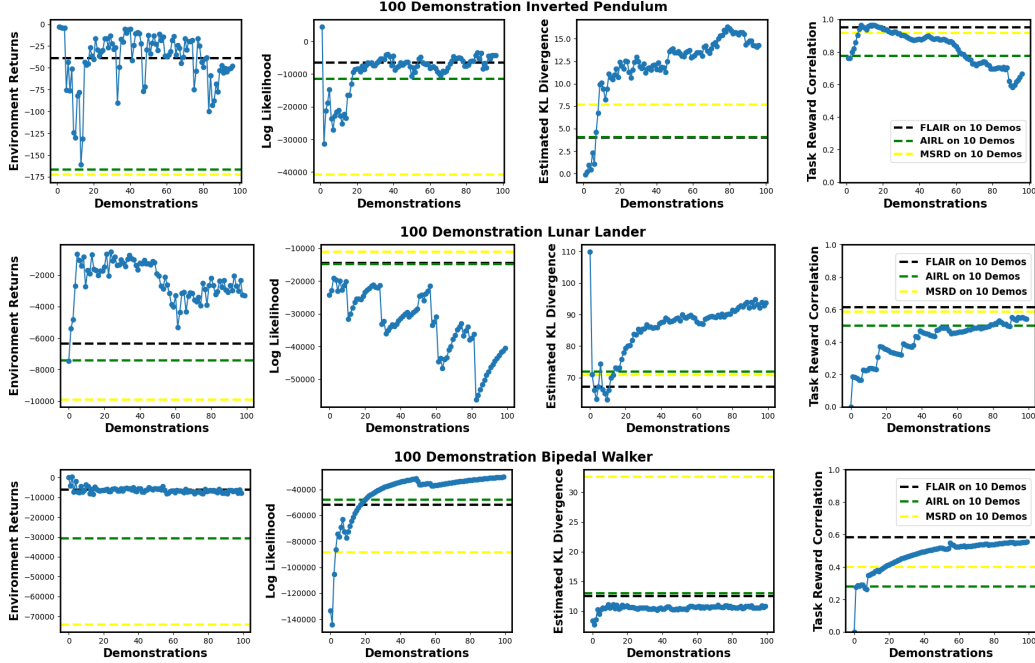 100 Demonstration Inverted Pendulum
Environment Returns
0
−25
−50
−75
−100
−125
−150
−175
0 20 40 60 80 100
Demonstrations
Log Likelihood
0
−10000
−20000
−30000
−40000
0 20 40 60 80 100
Demonstrations
Estimated KL Divergence
15.0
12.5
10.0
7.5
5.0
2.5
0.0
0 20 40 60 80 100
Demonstrations
Task Reward Correlation
1.0
0.8
0.6
0.4
0.2
0.0
0 20 40 60 80 100
Demonstrations
FLAIR on 10 Demos
AIRL on 10 Demos
MSRD on 10 Demos
100 Demonstration Lunar Lander
Environment Returns
−2000
−4000
−6000
−8000
−10000
0 20 40 60 80 100
Demonstrations
Log Likelihood
−10000
−20000
−30000
−40000
−50000
0 20 40 60 80 100
Demonstrations
Estimated KL Divergence
110
100
90
80
70
0 20 40 60 80 100
Demonstrations
Task Reward Correlation
1.0
0.8
0.6
0.4
0.2
0.0
0 20 40 60 80 100
Demonstrations
FLAIR on 10 Demos
AIRL on 10 Demos
MSRD on 10 Demos
100 Demonstration Bipedal Walker
Environment Returns
0
−10000
−20000
−30000
−40000
−50000
−60000
−70000
0 20 40 60 80 100
Demonstrations
Log Likelihood
−40000
−60000
−80000
−100000
−120000
−140000
0 20 40 60 80 100
Demonstrations
Estimated KL Divergence
30
25
20
15
10
0 20 40 60 80 100
Demonstrations
Task Reward Correlation
1.0
0.8
0.6
0.4
0.2
0.0
0 20 40 60 80 100
Demonstrations
FLAIR on 10 Demos
AIRL on 10 Demos
MSRD on 10 Demos